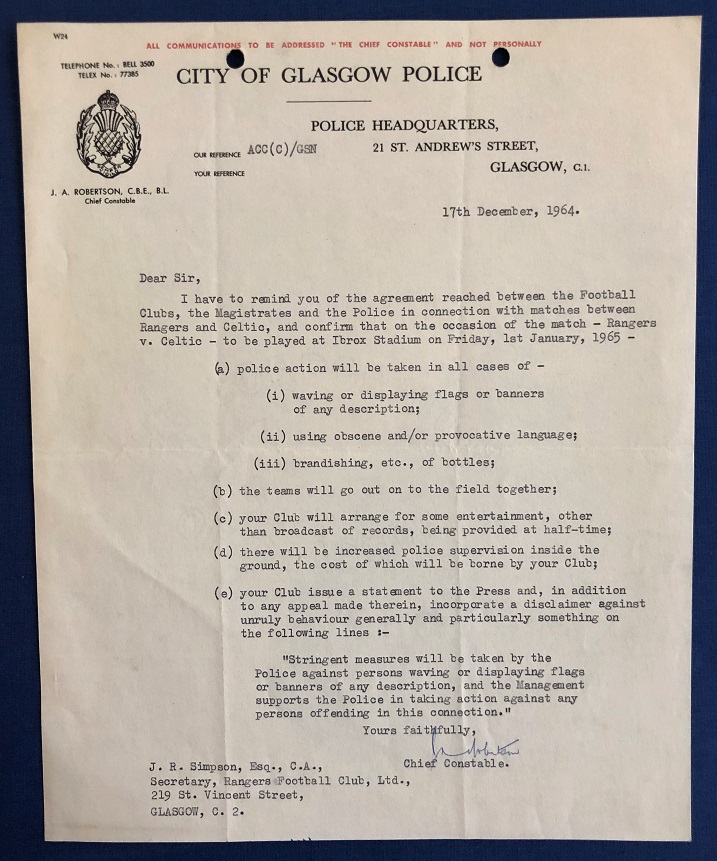 W24
ALL COMMUNICATIONS TO BE ADDRESSED "THE CHIEF CONSTABLE" AND NOT PERSONALLY
TELEPHONE No. : BELL 3500
TELEX No. : 77385
CITY OF GLASGOW POLICE
POLICE HEADQUARTERS,
OUR REFERENCE ACC(C)/GSN
21 ST. ANDREW'S STREET,
YOUR REFERENCE
GLASGOW, C.1.
J. A. ROBERTSON, C.B.E., B.L.
Chief Constable
17th December, 1964.
Dear Sir,
I have to remind you of the agreement reached between the Football
Clubs, the Magistrates and the Police in connection with matches between
Rangers and Celtic, and confirm that on the occasion of the match – Rangers
v. Celtic – to be played at Ibrox Stadium on Friday, 1st January, 1965 –
(a) police action will be taken in all cases of –
(i) waving or displaying flags or banners
of any description;
(ii) using obscene and/or provocative language;
(iii) brandishing, etc., of bottles;
(b) the teams will go out on to the field together;
(c) your Club will arrange for some entertainment, other
than broadcast of records, being provided at half-time;
(d) there will be increased police supervision inside the
ground, the cost of which will be borne by your Club;
(e) your Club issue a statement to the Press and, in addition
to any appeal made therein, incorporate a disclaimer against
unruly behaviour generally and particularly something on
the following lines :-
"Stringent measures will be taken by the
Police against persons waving or displaying flags
or banners of any description, and the Management
supports the Police in taking action against any
persons offending in this connection."
Yours faithfully,
Chief Constable.
J. R. Simpson, Esq., C.A.,
Secretary, Rangers Football Club, Ltd.,
219 St. Vincent Street,
GLASGOW, C. 2.